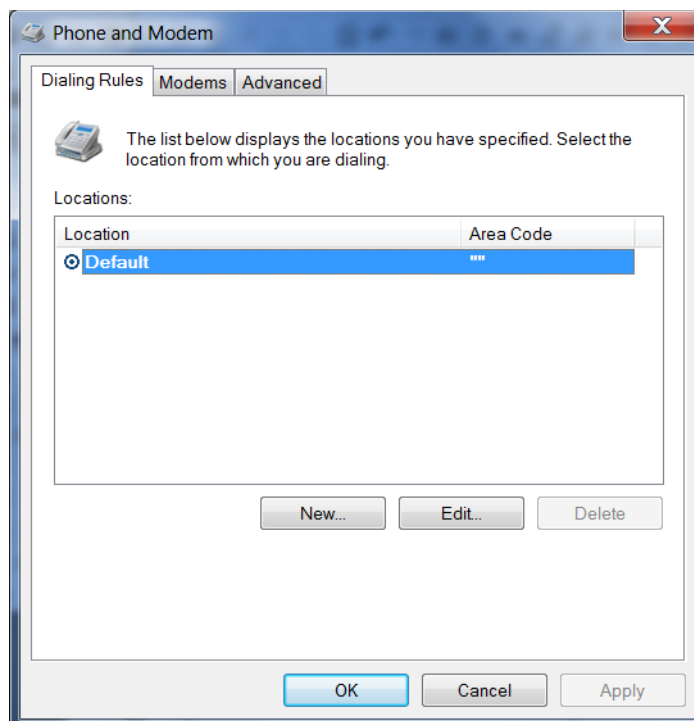 Phone and Modem
Dialing Rules Modems Advanced
The list below displays the locations you have specified. Select the
location from which you are dialing.
Locations:
Location Area Code
Default ""
New... Edit... Delete
OK Cancel Apply